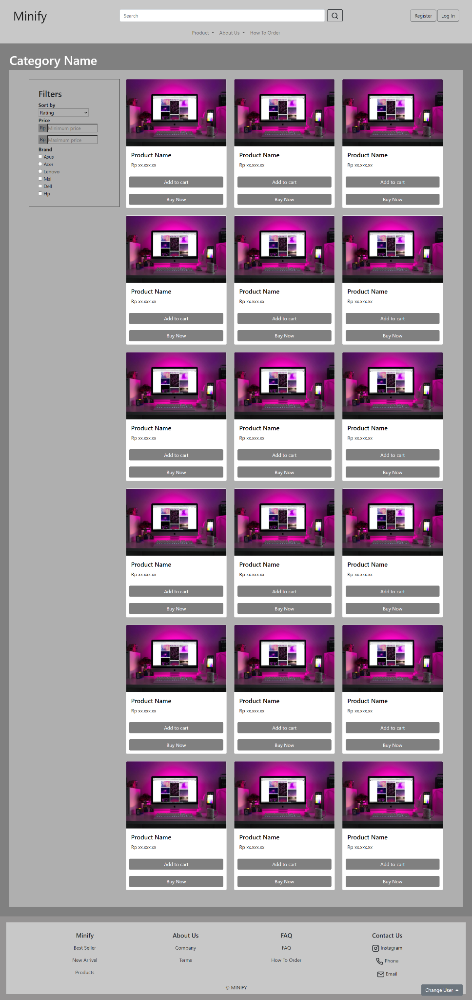 Minify
Search
Register
Log In
Product
About Us
How To Order
Category Name
Filters
Sort by
Rating
Price
Rp Minimum price
Rp Maximum price
Brand
Asus
Acer
Lenovo
Msi
Dell
Hp
Product Name Product Name Product Name
Rp xx.xxx.xx Rp xx.xxx.xx Rp xx.xxx.xx
Add to cart Add to cart Add to cart
Buy Now Buy Now Buy Now
Product Name Product Name Product Name
Rp xx.xxx.xx Rp xx.xxx.xx Rp xx.xxx.xx
Add to cart Add to cart Add to cart
Buy Now Buy Now Buy Now
Product Name Product Name Product Name
Rp xx.xxx.xx Rp xx.xxx.xx Rp xx.xxx.xx
Add to cart Add to cart Add to cart
Buy Now Buy Now Buy Now
Product Name Product Name Product Name
Rp xx.xxx.xx Rp xx.xxx.xx Rp xx.xxx.xx
Add to cart Add to cart Add to cart
Buy Now Buy Now Buy Now
Product Name Product Name Product Name
Rp xx.xxx.xx Rp xx.xxx.xx Rp xx.xxx.xx
Add to cart Add to cart Add to cart
Buy Now Buy Now Buy Now
Product Name Product Name Product Name
Rp xx.xxx.xx Rp xx.xxx.xx Rp xx.xxx.xx
Add to cart Add to cart Add to cart
Buy Now Buy Now Buy Now
Minify
Best Seller
New Arrival
Products
About Us
Company
Terms
FAQ
FAQ
How To Order
Contact Us
Instagram
Phone
Email
© MINIFY
Change User